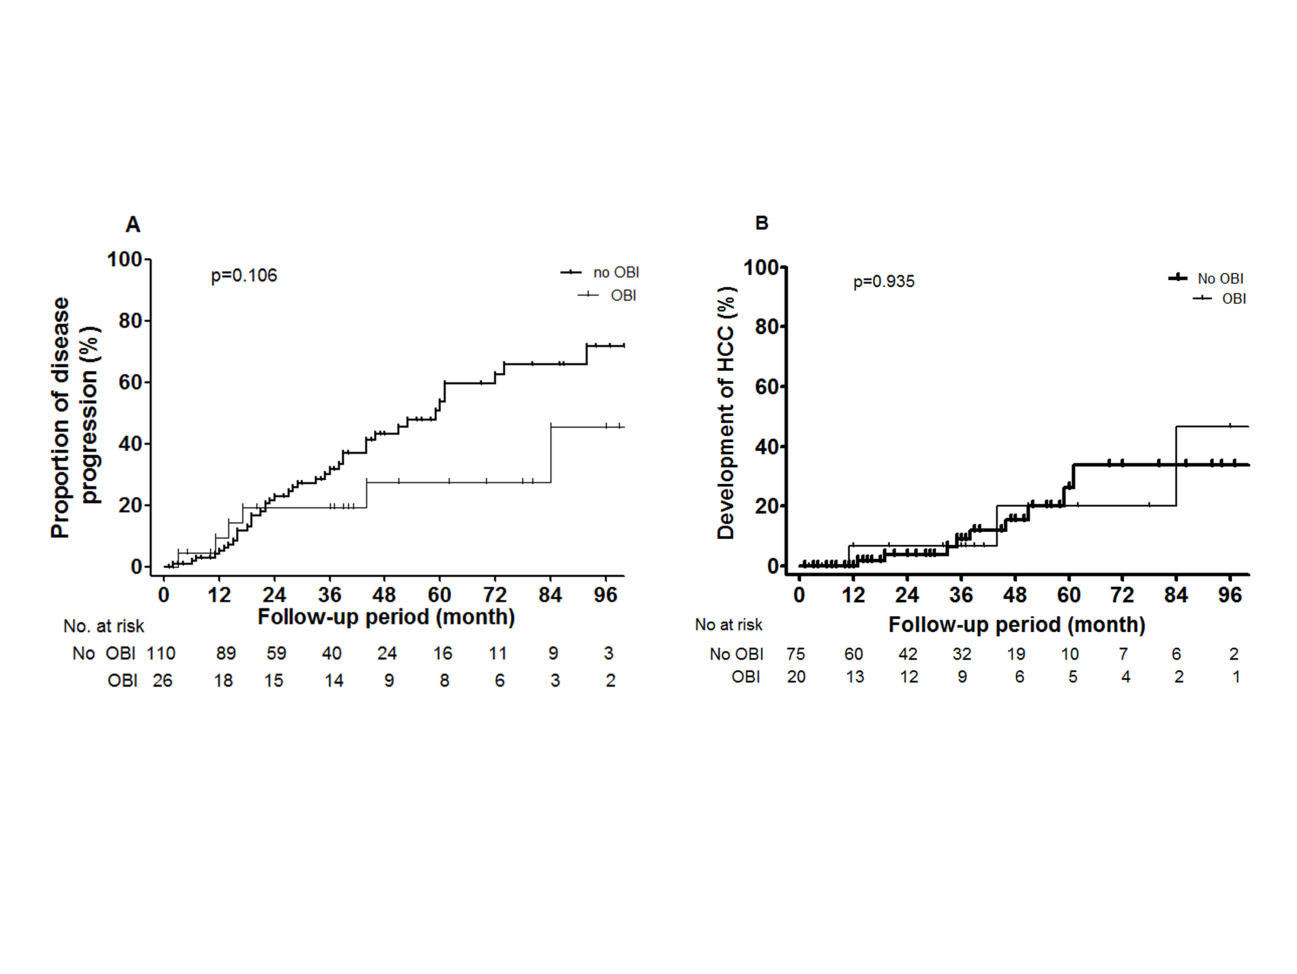 A
p=0.106
no OBI
OBI
Proportion of disease
progression (%)
100
80
60
40
20
0
0 12 24 36 48 60 72 84 96
Follow-up period (month)
No. at risk
No OBI 110 89 59 40 24 16 11 9 3
OBI 26 18 15 14 9 8 6 3 2
B
p=0.935
No OBI
OBI
Development of HCC (%)
100
80
60
40
20
0
0 12 24 36 48 60 72 84 96
Follow-up period (month)
No at risk
No OBI 75 60 42 32 19 10 7 6 2
OBI 20 13 12 9 6 5 4 2 1